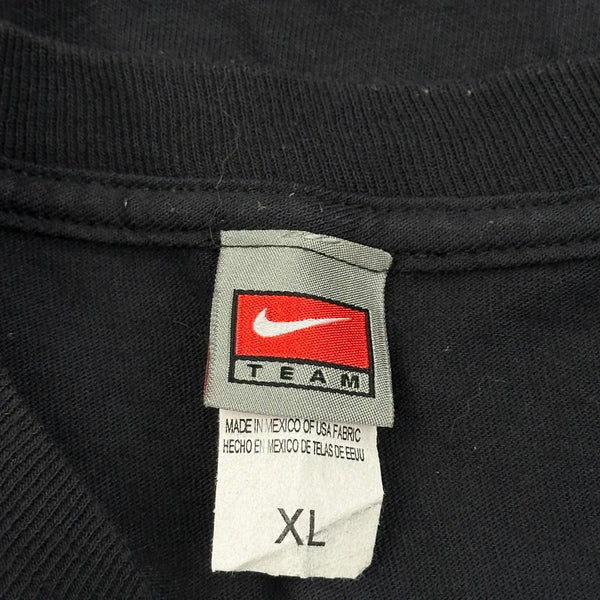 TEAM
MADE IN MEXICO OF USA FABRIC
HECHO EN MEXICO DE TELAS DE EEUU
XL